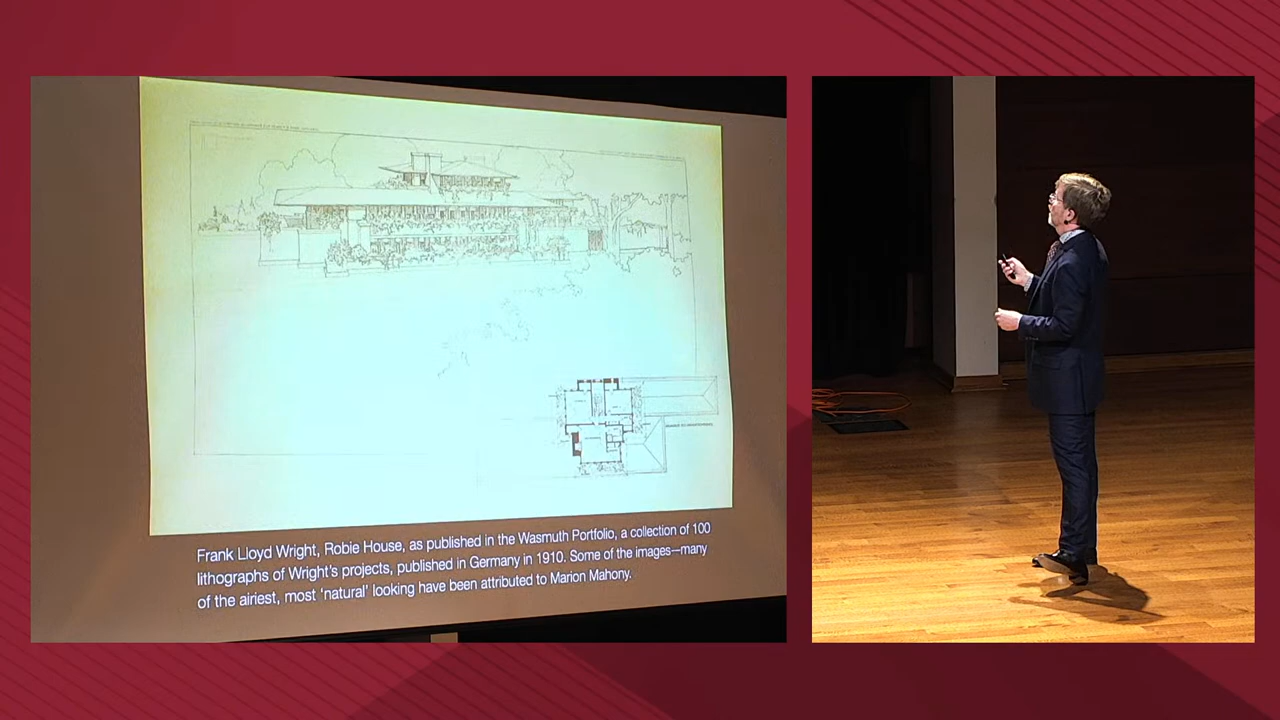 Frank Lloyd Wright, Robie House, as published in the Wasmuth Portfolio, a collection of 100
lithographs of Wright's projects, published in Germany in 1910. Some of the images—many
of the airiest, most 'natural' looking have been attributed to Marion Mahony.